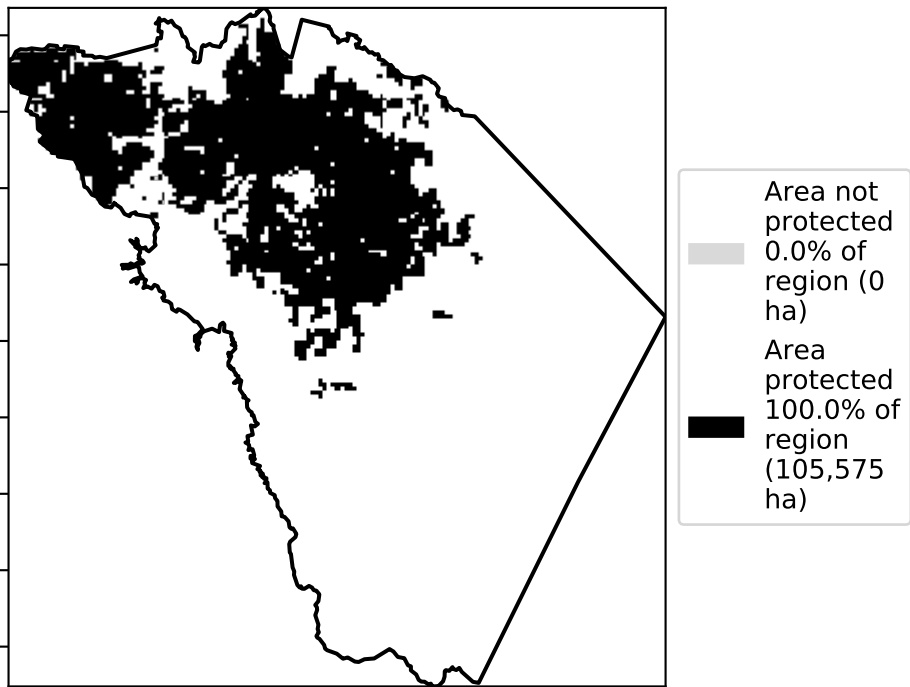 Area not
protected
0.0% of
region (0
ha)
Area
protected
100.0% of
region
(105,575
ha)